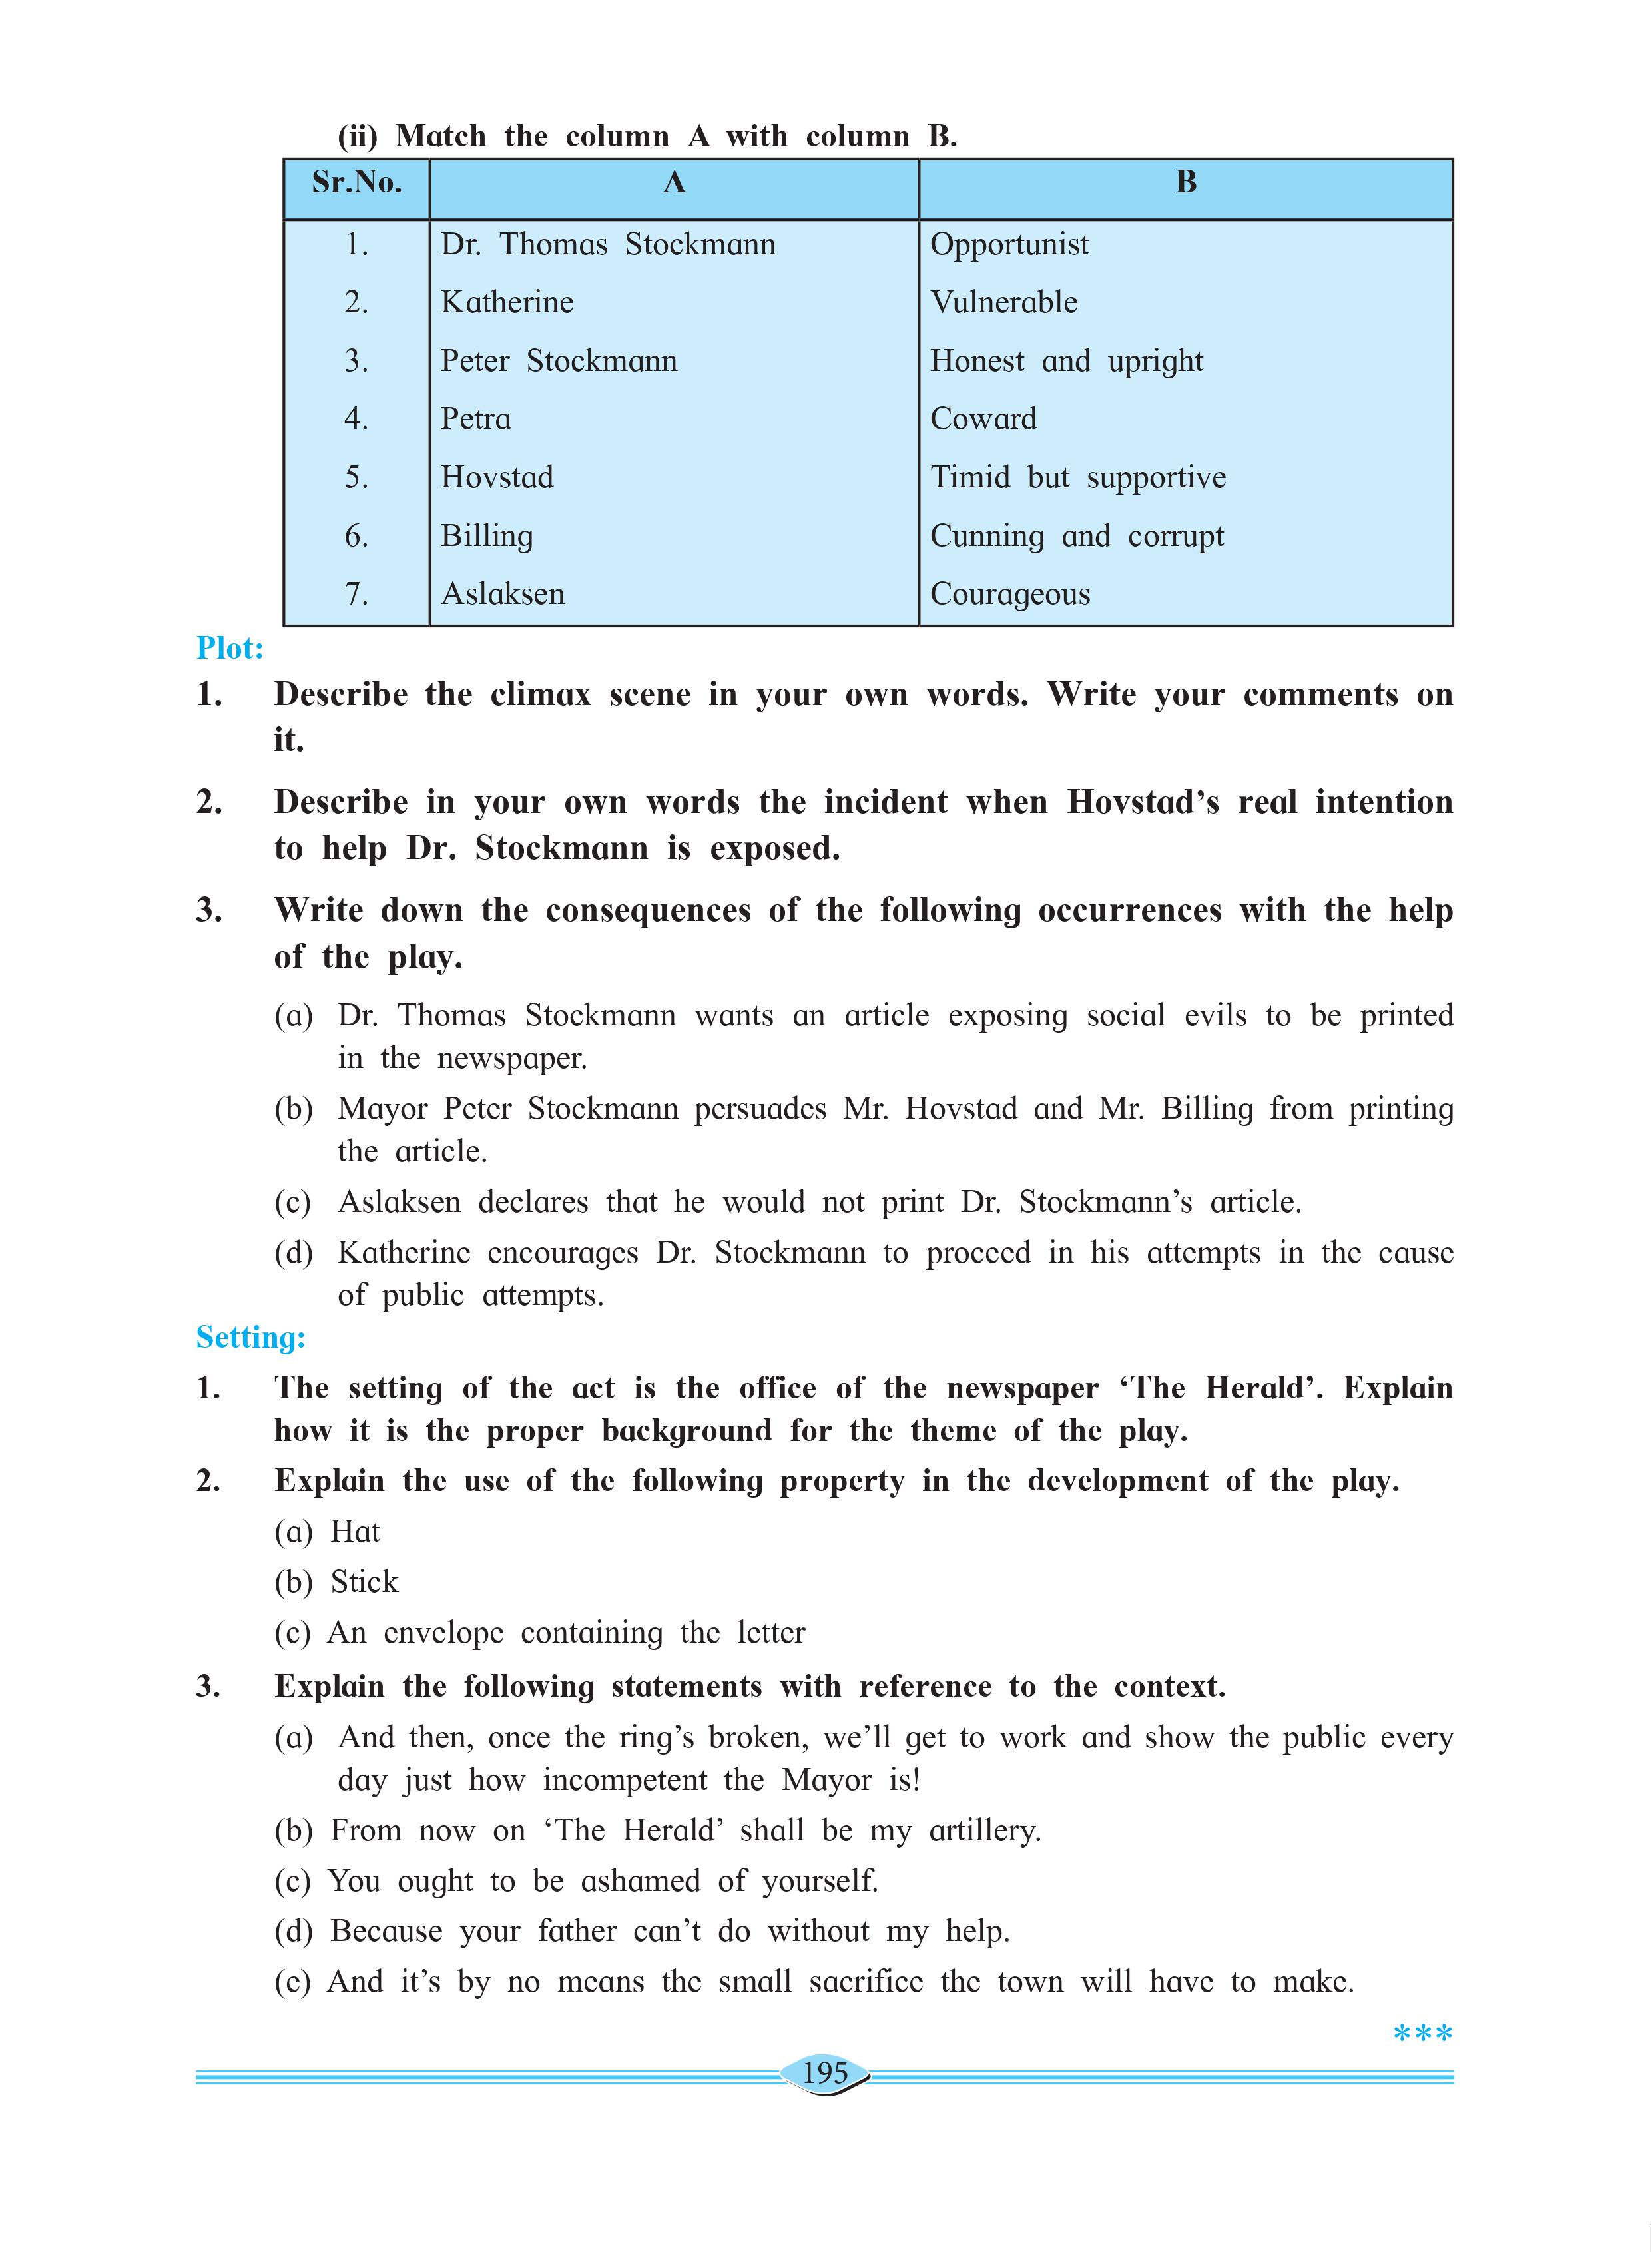 (ii) Match the column A with column B.
Sr.No. A B
1. Dr. Thomas Stockmann Opportunist
2. Katherine Vulnerable
3. Peter Stockmann Honest and upright
4. Petra Coward
5. Hovstad Timid but supportive
6. Billing Cunning and corrupt
7. Aslaksen Courageous
Plot:
1. Describe the climax scene in your own words. Write your comments on
it.
2. Describe in your own words the incident when Hovstad’s real intention
to help Dr. Stockmann is exposed.
3. Write down the consequences of the following occurrences with the help
of the play.
(a) Dr. Thomas Stockmann wants an article exposing social evils to be printed
in the newspaper.
(b) Mayor Peter Stockmann persuades Mr. Hovstad and Mr. Billing from printing
the article.
(c) Aslaksen declares that he would not print Dr. Stockmann’s article.
(d) Katherine encourages Dr. Stockmann to proceed in his attempts in the cause
of public attempts.
Setting:
1. The setting of the act is the office of the newspaper ‘The Herald’. Explain
how it is the proper background for the theme of the play.
2. Explain the use of the following property in the development of the play.
(a) Hat
(b) Stick
(c) An envelope containing the letter
3. Explain the following statements with reference to the context.
(a) And then, once the ring’s broken, we’ll get to work and show the public every
day just how incompetent the Mayor is!
(b) From now on ‘The Herald’ shall be my artillery.
(c) You ought to be ashamed of yourself.
(d) Because your father can’t do without my help.
(e) And it’s by no means the small sacrifice the town will have to make.
***
195